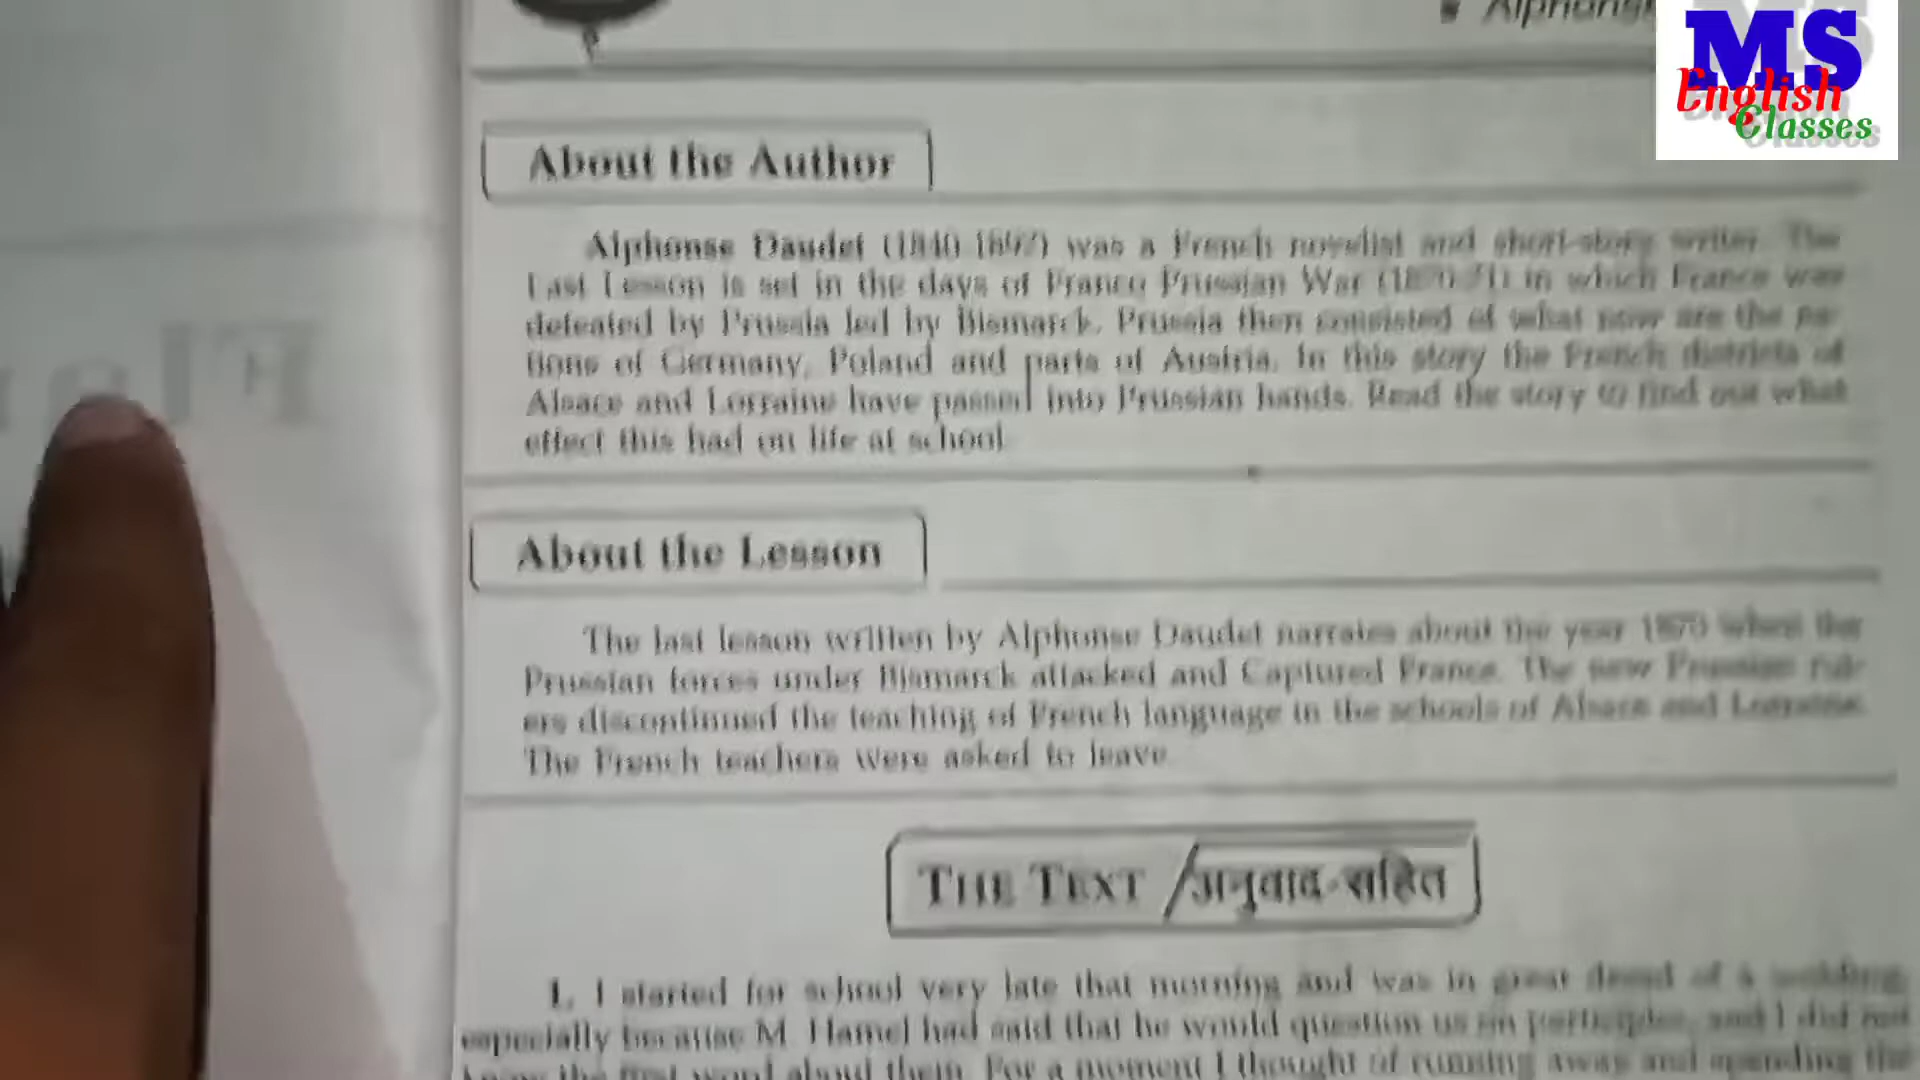 Alphonse
MS
English
Classes
About the Author
Alphonse Daudet (1840-1897) was a French novelist and short-story writer. The
Last Lesson is set in the days of Franco Prussian War (1870-71) in which France was
defeated by Prussia led by Bismarck. Prussia then consisted of what now are the na-
tions of Germany, Poland and parts of Austria. In this story the French districts of
Alsace and Lorraine have passed into Prussian hands. Read the story to find out what
effect this had on life at school.
About the Lesson
The last lesson written by Alphonse Daudet narrates about the year 1870 when the
Prussian forces under Bismarck attacked and Captured France. The new Prussian rul-
ers discontinued the teaching of French language in the schools of Alsace and Lorraine.
The French teachers were asked to leave.
THE TEXT /अनुवाद-सहित
1. I started for school very late that morning and was in great dread of a scolding,
especially because M. Hamel had said that he would question us on participles, and I did not
know the first word about them. For a moment I thought of running away and spending the